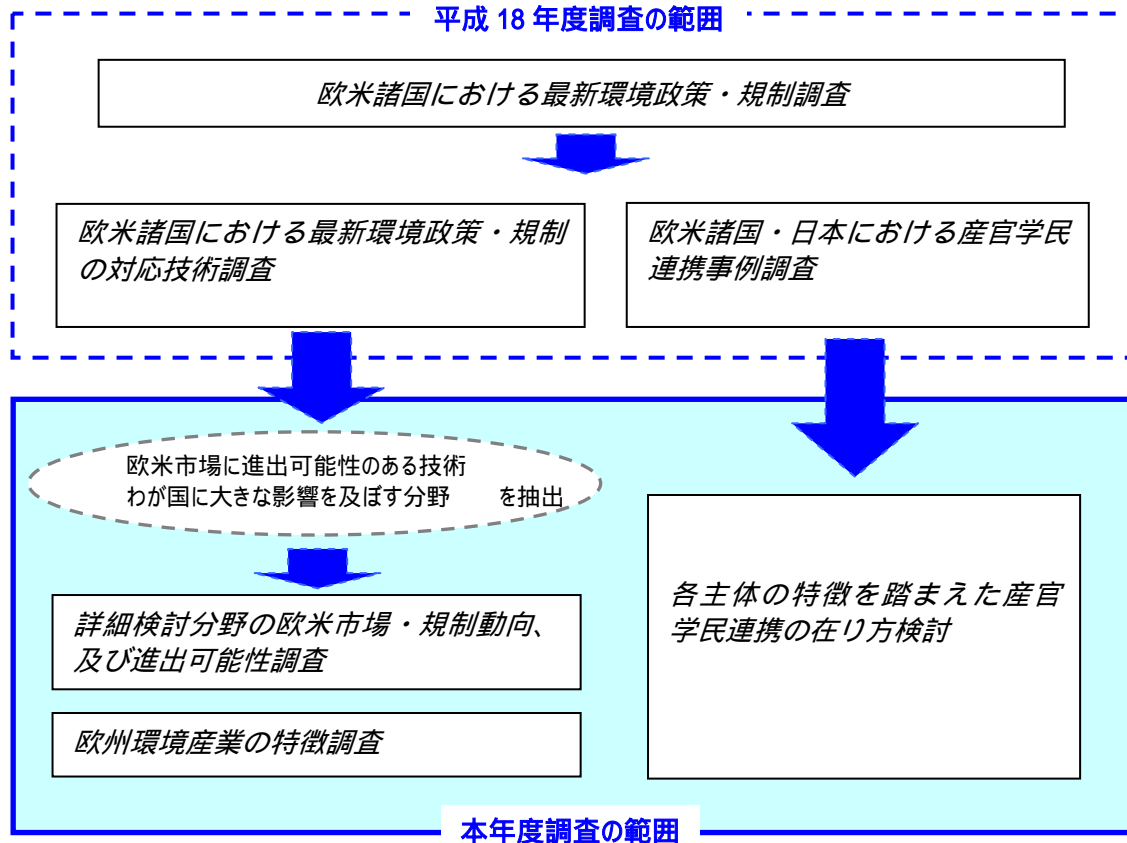 平成 18 年度調査の範囲
欧米諸国における最新環境政策・規制調査
欧米諸国における最新環境政策・規制
の対応技術調査
欧米諸国・日本における産官学民
連携事例調査
欧米市場に進出可能性のある技術
わが国に大きな影響を及ぼす分野　　を抽出
詳細検討分野の欧米市場・規制動向、
及び進出可能性調査
欧州環境産業の特徴調査
各主体の特徴を踏まえた産官
学民連携の在り方検討
本年度調査の範囲